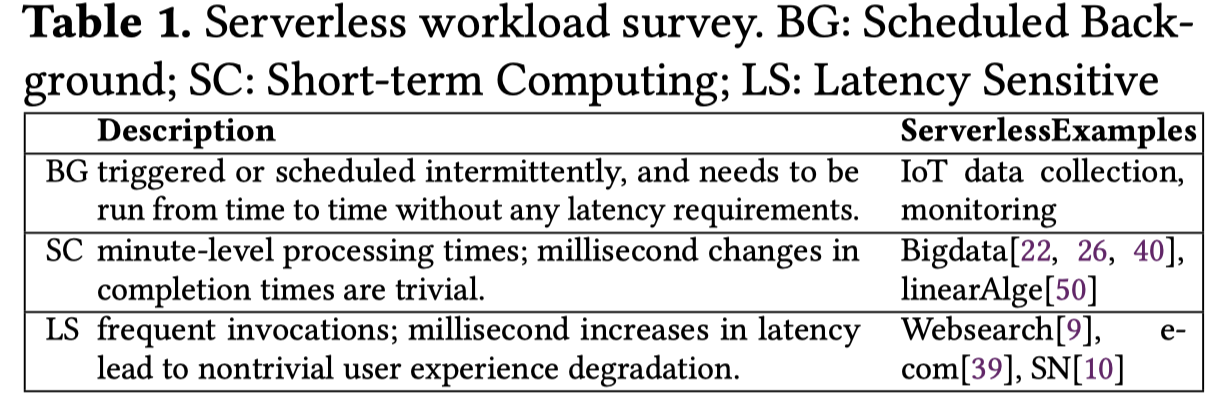 Table 1. Serverless workload survey. BG: Scheduled Back-
ground; SC: Short-term Computing; LS: Latency Sensitive
Description ServerlessExamples
BG triggered or scheduled intermittently, and needs to be IoT data collection,
run from time to time without any latency requirements. monitoring
SC minute-level processing times; millisecond changes in Bigdata[22, 26, 40],
completion times are trivial. linearAlge[50]
LS frequent invocations; millisecond increases in latency Websearch[9], e-
lead to nontrivial user experience degradation. com[39], SN[10]